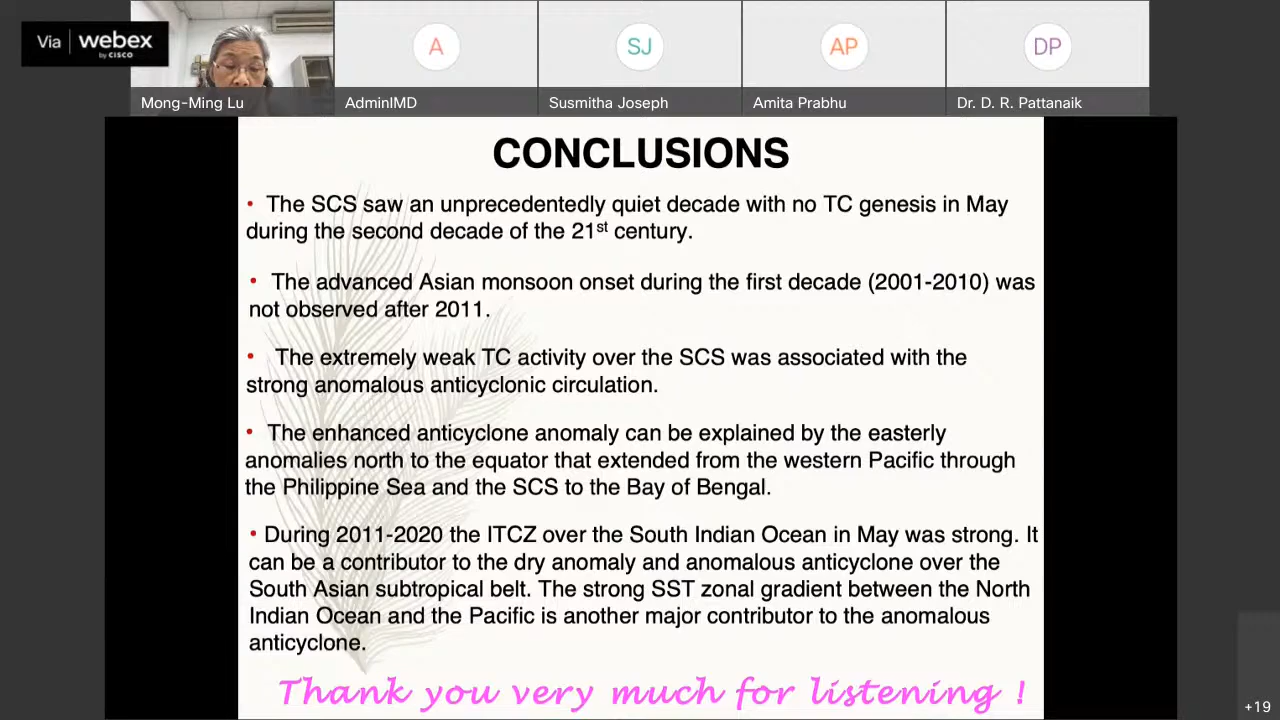 Via webex
by CISCO
A
SJ
AP
DP
Mong-Ming Lu
AdminIMD
Susmitha Joseph
Amita Prabhu
Dr. D. R. Pattanaik
CONCLUSIONS
• The SCS saw an unprecedentedly quiet decade with no TC genesis in May
during the second decade of the 21st century.
• The advanced Asian monsoon onset during the first decade (2001-2010) was
not observed after 2011.
• The extremely weak TC activity over the SCS was associated with the
strong anomalous anticyclonic circulation.
• The enhanced anticyclone anomaly can be explained by the easterly
anomalies north to the equator that extended from the western Pacific through
the Philippine Sea and the SCS to the Bay of Bengal.
• During 2011-2020 the ITCZ over the South Indian Ocean in May was strong. It
can be a contributor to the dry anomaly and anomalous anticyclone over the
South Asian subtropical belt. The strong SST zonal gradient between the North
Indian Ocean and the Pacific is another major contributor to the anomalous
anticyclone.
Thank you very much for listening !
+19